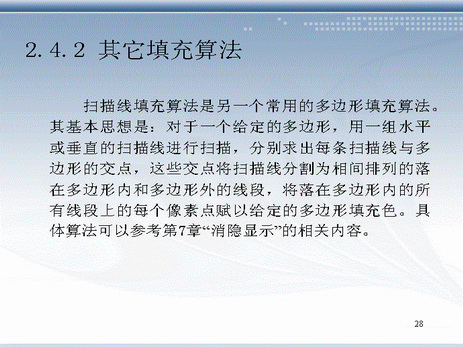 2.4.2 其它填充算法
扫描线填充算法是另一个常用的多边形填充算法。
其基本思想是：对于一个给定的多边形，用一组水平
或垂直的扫描线进行扫描，分别求出每条扫描线与多
边形的交点，这些交点将扫描线分割为相间排列的落
在多边形内和多边形外的线段，将落在多边形内的所
有线段上的每个像素点赋以给定的多边形填充色。具
体算法可以参考第7章“消隐显示”的相关内容。
28